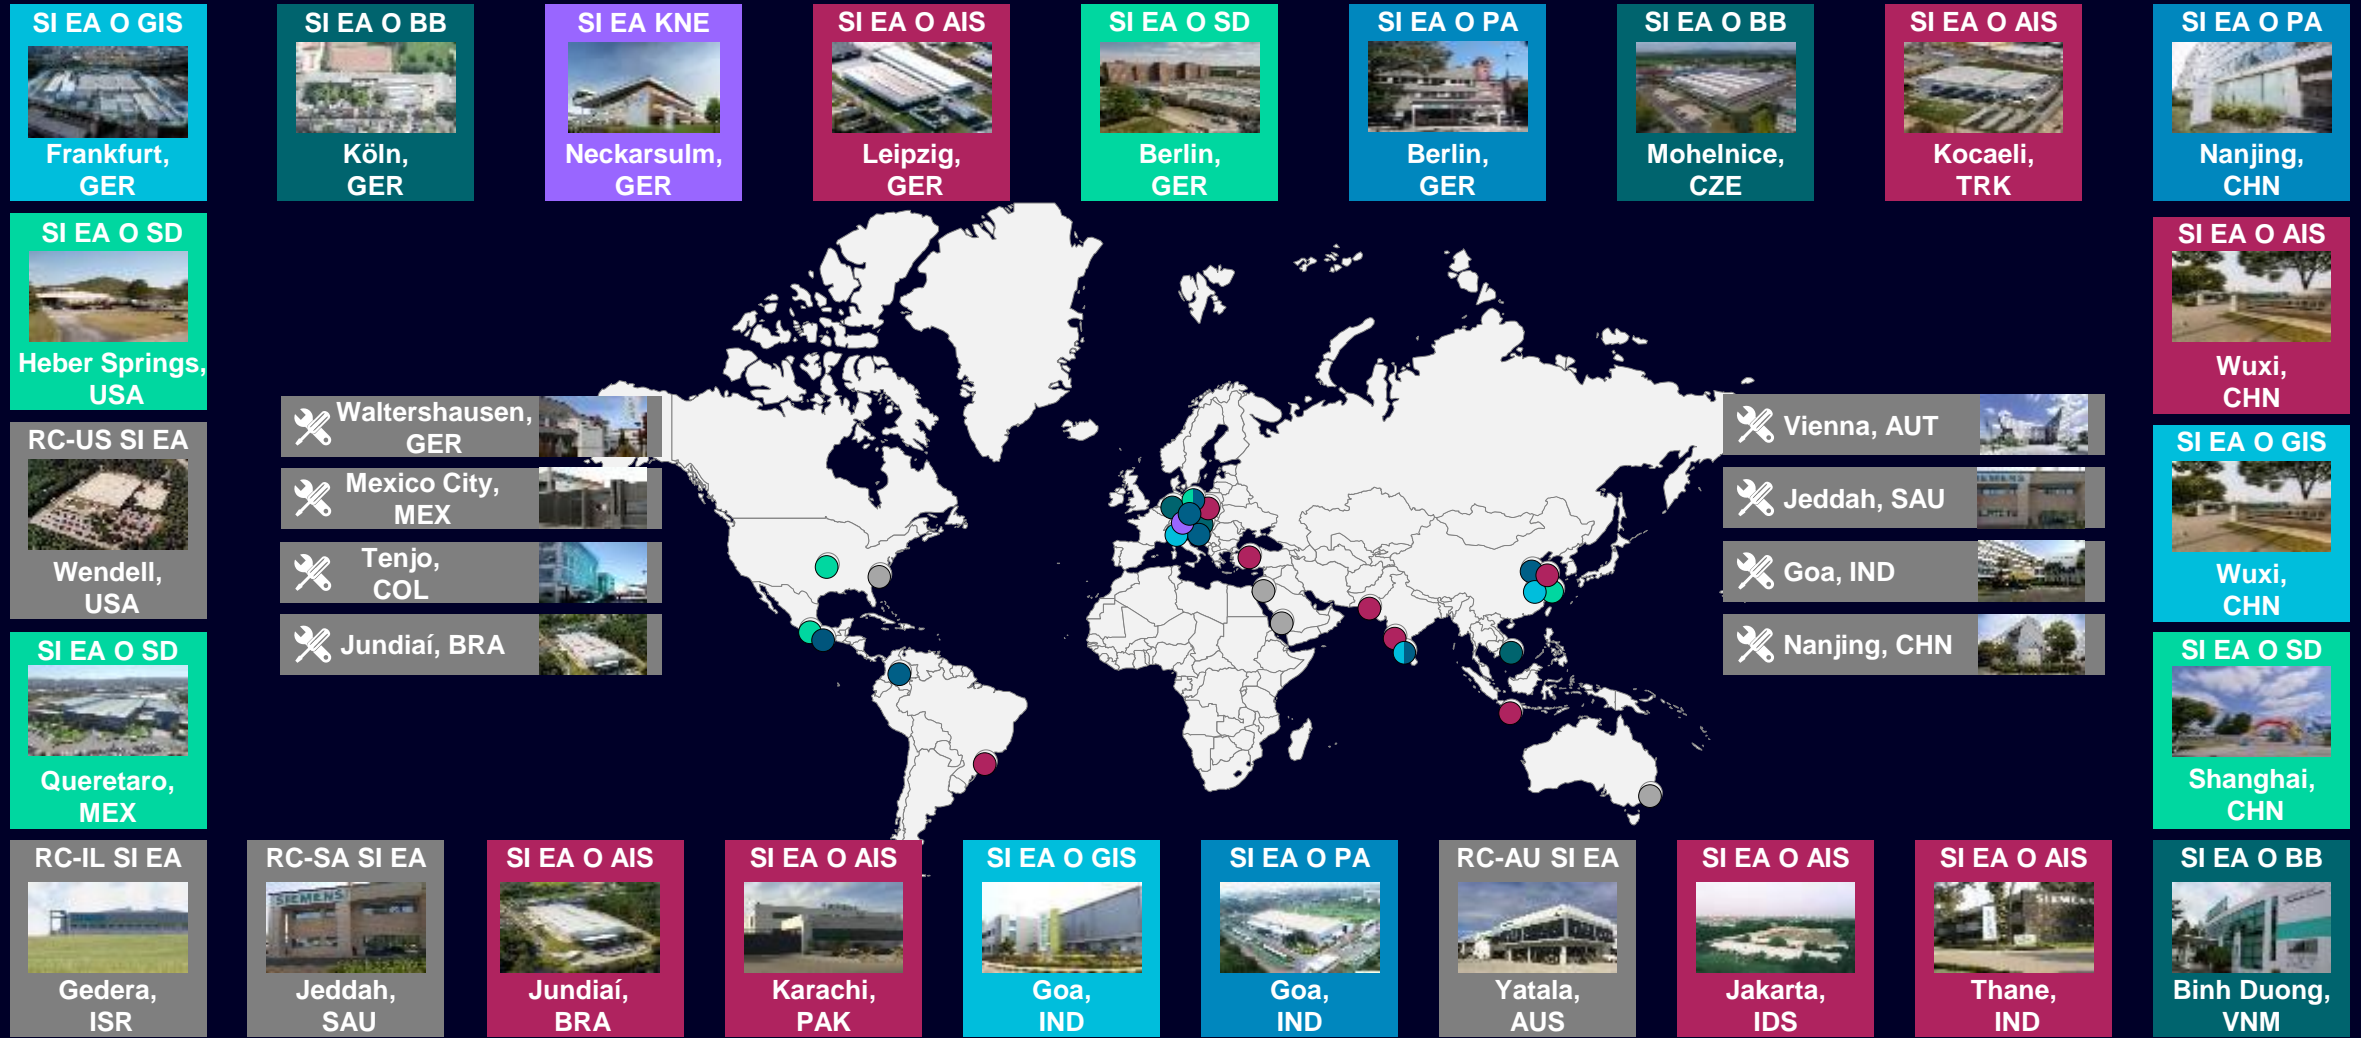 SI EA O GIS
Frankfurt,
GER
SI EA O BB
Köln,
GER
SI EA KNE
Neckarsulm,
GER
SI EA O AIS
Leipzig,
GER
SI EA O SD
Berlin,
GER
SI EA O PA
Berlin,
GER
SI EA O BB
Mohelnice,
CZE
SI EA O AIS
Kocaeli,
TRK
SI EA O PA
Nanjing,
CHN
SI EA O SD
Heber Springs,
USA
SI EA O AIS
Wuxi,
CHN
RC-US SI EA
Wendell,
USA
Waltershausen,
GER
Mexico City,
MEX
Tenjo,
COL
Jundiaí, BRA
Vienna, AUT
Jeddah, SAU
SIEMENS
Goa, IND
Nanjing, CHN
SI EA O GIS
Wuxi,
CHN
SI EA O SD
Queretaro,
MEX
SI EA O SD
Shanghai,
CHN
RC-IL SI EA
Gedera,
ISR
RC-SA SI EA
SIEMENS
Jeddah,
SAU
SI EA O AIS
Jundiaí,
BRA
SI EA O AIS
Karachi,
PAK
SI EA O GIS
Goa,
IND
SI EA O PA
Goa,
IND
RC-AU SI EA
Yatala,
AUS
SI EA O AIS
Jakarta,
IDS
SI EA O AIS
Thane,
IND
SI EA O BB
Binh Duong,
VNM